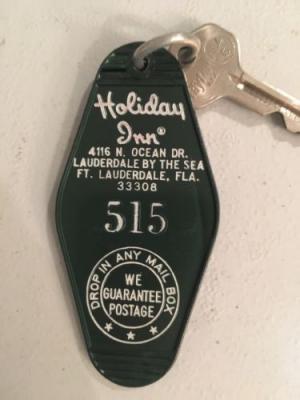 Holiday
Inn®
4116 N. OCEAN DR.
LAUDERDALE BY THE SEA
FT. LAUDERDALE, FLA.
33308
515
DROP IN ANY MAIL BOX
WE
GUARANTEE
POSTAGE